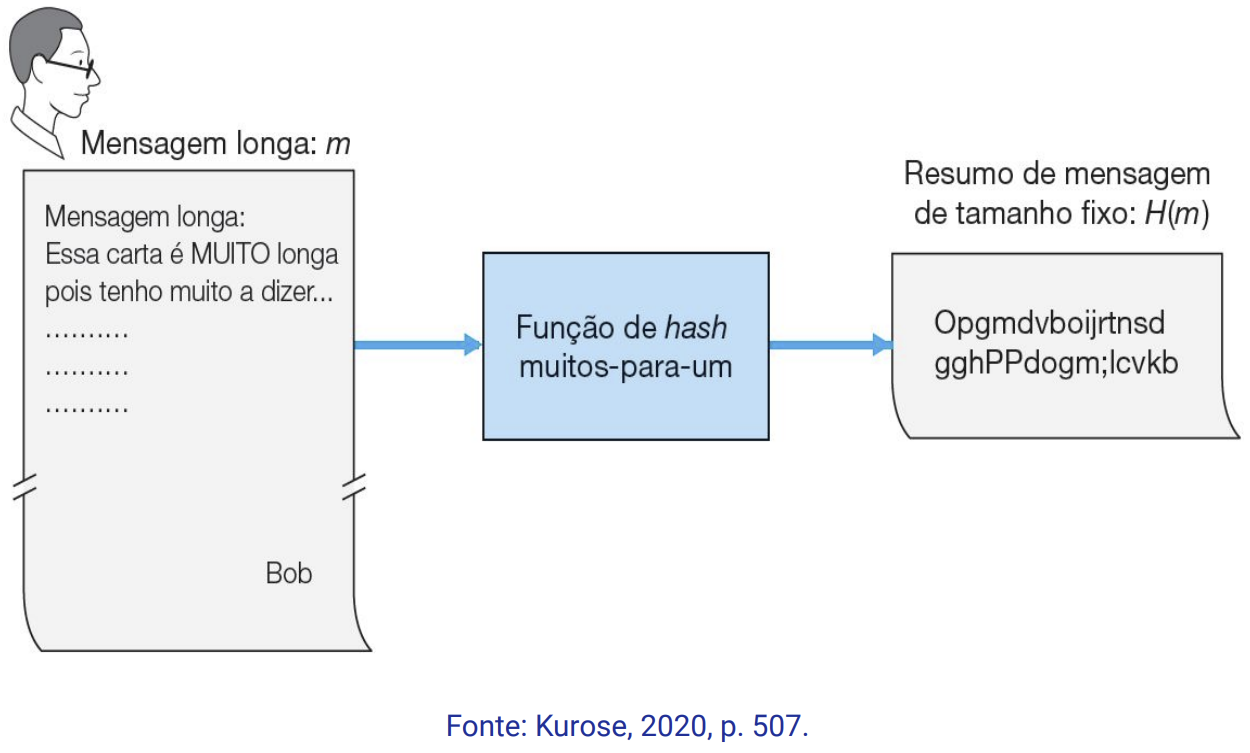 Mensagem longa: m
Mensagem longa:
Essa carta é MUITO longa
pois tenho muito a dizer...
..........
..........
..........
Bob
Função de hash
muitos-para-um
Resumo de mensagem
de tamanho fixo: H(m)
Opgmdvboijrtnsd
gghPPdogm;lcvkb
Fonte: Kurose, 2020, p. 507.